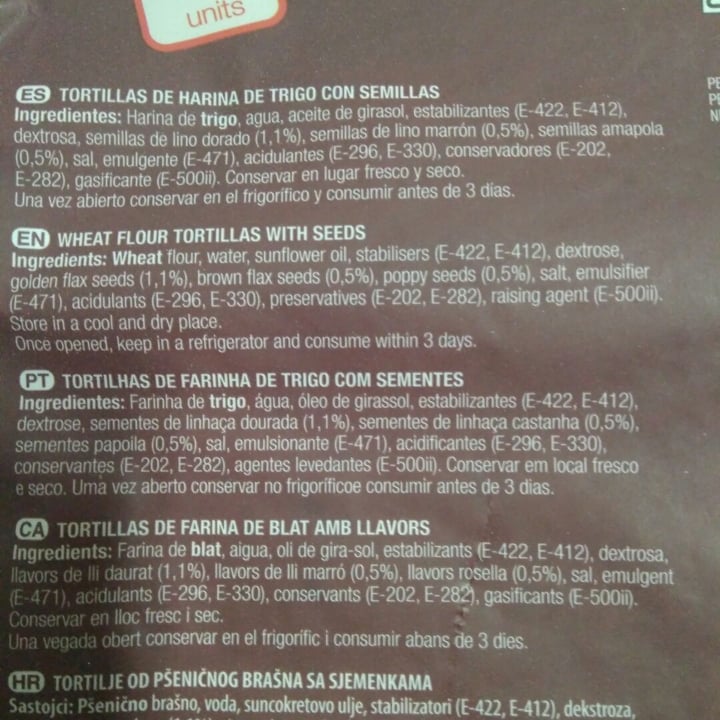 units
ES TORTILLAS DE HARINA DE TRIGO CON SEMILLAS
Ingredientes: Harina de trigo, agua, aceite de girasol, estabilizantes (E-422, E-412),
dextrosa, semillas de lino dorado (1,1%), semillas de lino marrón (0,5%), semillas amapola
(0,5%), sal, emulgente (E-471), acidulantes (E-296, E-330), conservadores (E-202,
E-282), gasificante (E-500ii). Conservar en lugar fresco y seco.
Una vez abierto conservar en el frigorífico y consumir antes de 3 días.
EN WHEAT FLOUR TORTILLAS WITH SEEDS
Ingredients: Wheat flour, water, sunflower oil, stabilisers (E-422, E-412), dextrose,
golden flax seeds (1,1%), brown flax seeds (0,5%), poppy seeds (0,5%), salt, emulsifier
(E-471), acidulants (E-296, E-330), preservatives (E-202, E-282), raising agent (E-500ii).
Store in a cool and dry place.
Once opened, keep in a refrigerator and consume within 3 days.
PT TORTILHAS DE FARINHA DE TRIGO COM SEMENTES
Ingredientes: Farinha de trigo, água, óleo de girassol, estabilizantes (E-422, E-412),
dextrose, sementes de linhaça dourada (1,1%), sementes de linhaça castanha (0,5%),
sementes papoila (0,5%), sal, emulsionante (E-471), acidificantes (E-296, E-330),
conservantes (E-202, E-282), agentes levedantes (E-500ii). Conservar em local fresco
e seco. Uma vez aberto conservar no frigoríficoe consumir antes de 3 dias.
CA TORTILLAS DE FARINA DE BLAT AMB LLAVORS
Ingredients: Farina de blat, aigua, oli de gira-sol, estabilizants (E-422, E-412), dextrosa,
llavors de lli daurat (1,1%), llavors de lli marró (0,5%), llavors rosella (0,5%), sal, emulgent
(E-471), acidulants (E-296, E-330), conservants (E-202, E-282), gasificants (E-500ii).
Conservar en lloc fresc i sec.
Una vegada obert conservar en el frigorífic i consumir abans de 3 dies.
HR TORTILJE OD PŠENIČNOG BRAŠNA SA SJEMENKAMA
Sastojci: Pšenično brašno, voda, suncokretovo ulje, stabilizatori (E-422, E-412), dekstroza,